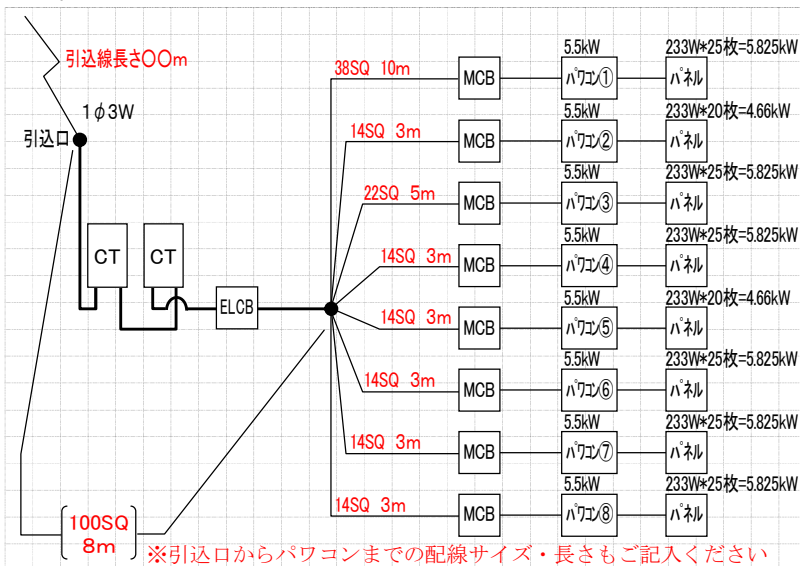 引込線長さ〇〇m
1φ3W
引込口
CT
CT
ELCB
100SQ
8m
38SQ 10m
MCB
5.5kW
パワコン①
233W*25枚=5.825kW
パネル
14SQ 3m
MCB
5.5kW
パワコン②
233W*20枚=4.66kW
パネル
22SQ 5m
MCB
5.5kW
パワコン③
233W*25枚=5.825kW
パネル
14SQ 3m
MCB
5.5kW
パワコン④
233W*25枚=5.825kW
パネル
14SQ 3m
MCB
5.5kW
パワコン⑤
233W*20枚=4.66kW
パネル
14SQ 3m
MCB
5.5kW
パワコン⑥
233W*25枚=5.825kW
パネル
14SQ 3m
MCB
5.5kW
パワコン⑦
233W*25枚=5.825kW
パネル
14SQ 3m
MCB
5.5kW
パワコン⑧
233W*25枚=5.825kW
パネル
※引込口からパワコンまでの配線サイズ・長さもご記入ください